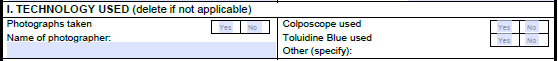 I. TECHNOLOGY USED (delete if not applicable)
Photographs taken Yes No
Name of photographer:
Colposcope used Yes No
Toluidine Blue used Yes No
Other (specify):